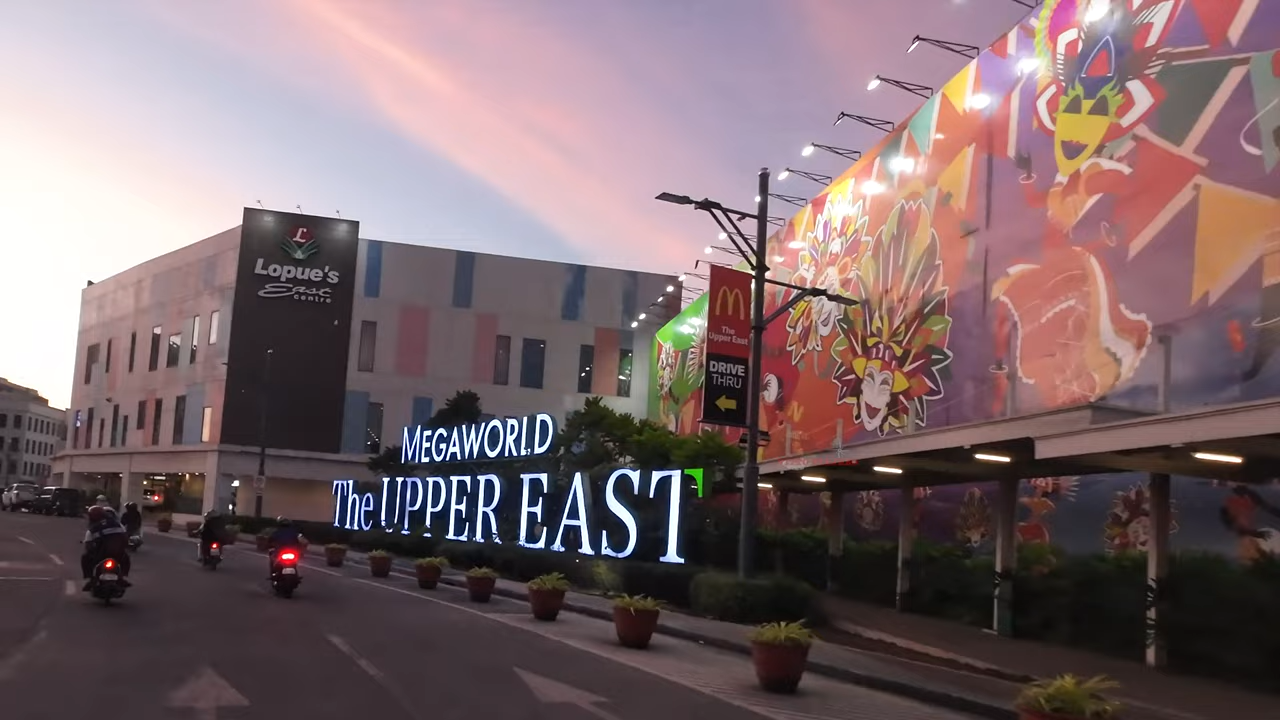 L
Lopue's
East
centre
MEGAWORLD
The UPPER EAST
The
Upper East
DRIVE
THRU